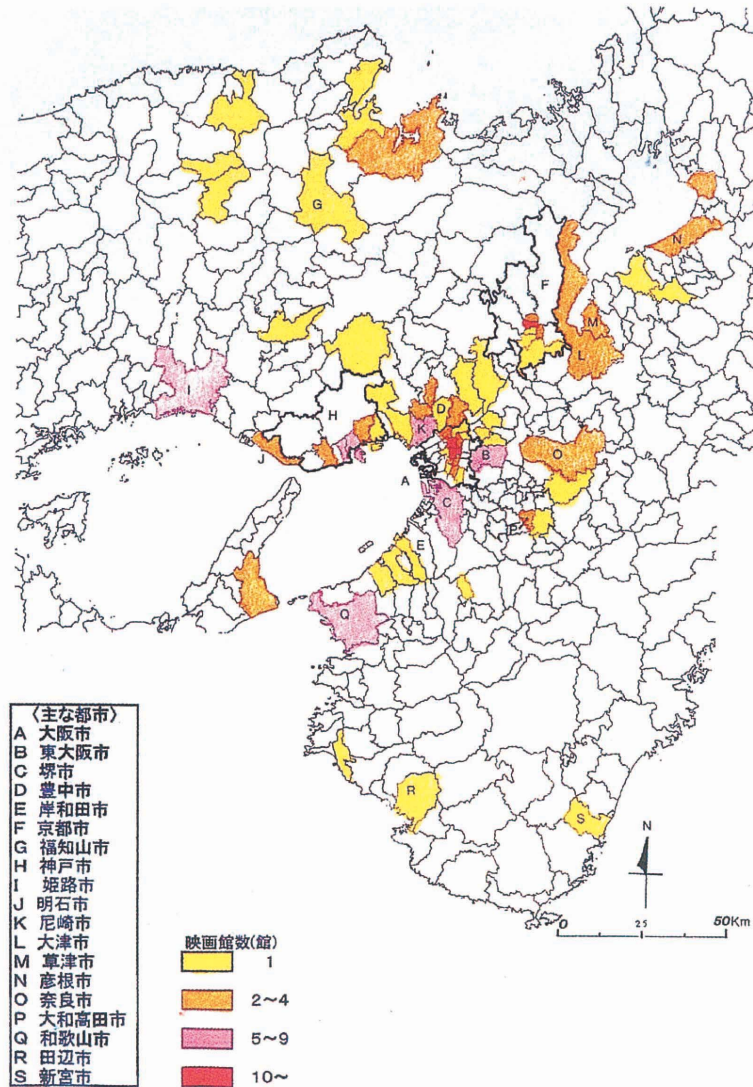 G
F
N
M
L
I
H
J
D
K
B
O
A
C
P
E
Q
R
S
N
0 25 50Km
〈主な都市〉
A 大阪市
B 東大阪市
C 堺市
D 豊中市
E 岸和田市
F 京都市
G 福知山市
H 神戸市
I 姫路市
J 明石市
K 尼崎市
L 大津市
M 草津市
N 彦根市
O 奈良市
P 大和高田市
Q 和歌山市
R 田辺市
S 新宮市
映画館数(館)
1
2～4
5～9
10～